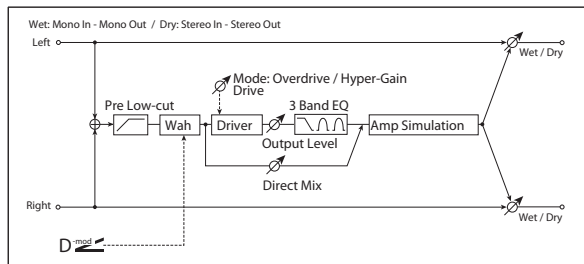 Wet: Mono In - Mono Out / Dry: Stereo In - Stereo Out
Left
Wet / Dry
Mode: Overdrive / Hyper-Gain
Drive
Pre Low-cut
3 Band EQ
Wah
Driver
Amp Simulation
Output Level
Direct Mix
Right
Wet / Dry
D-mod